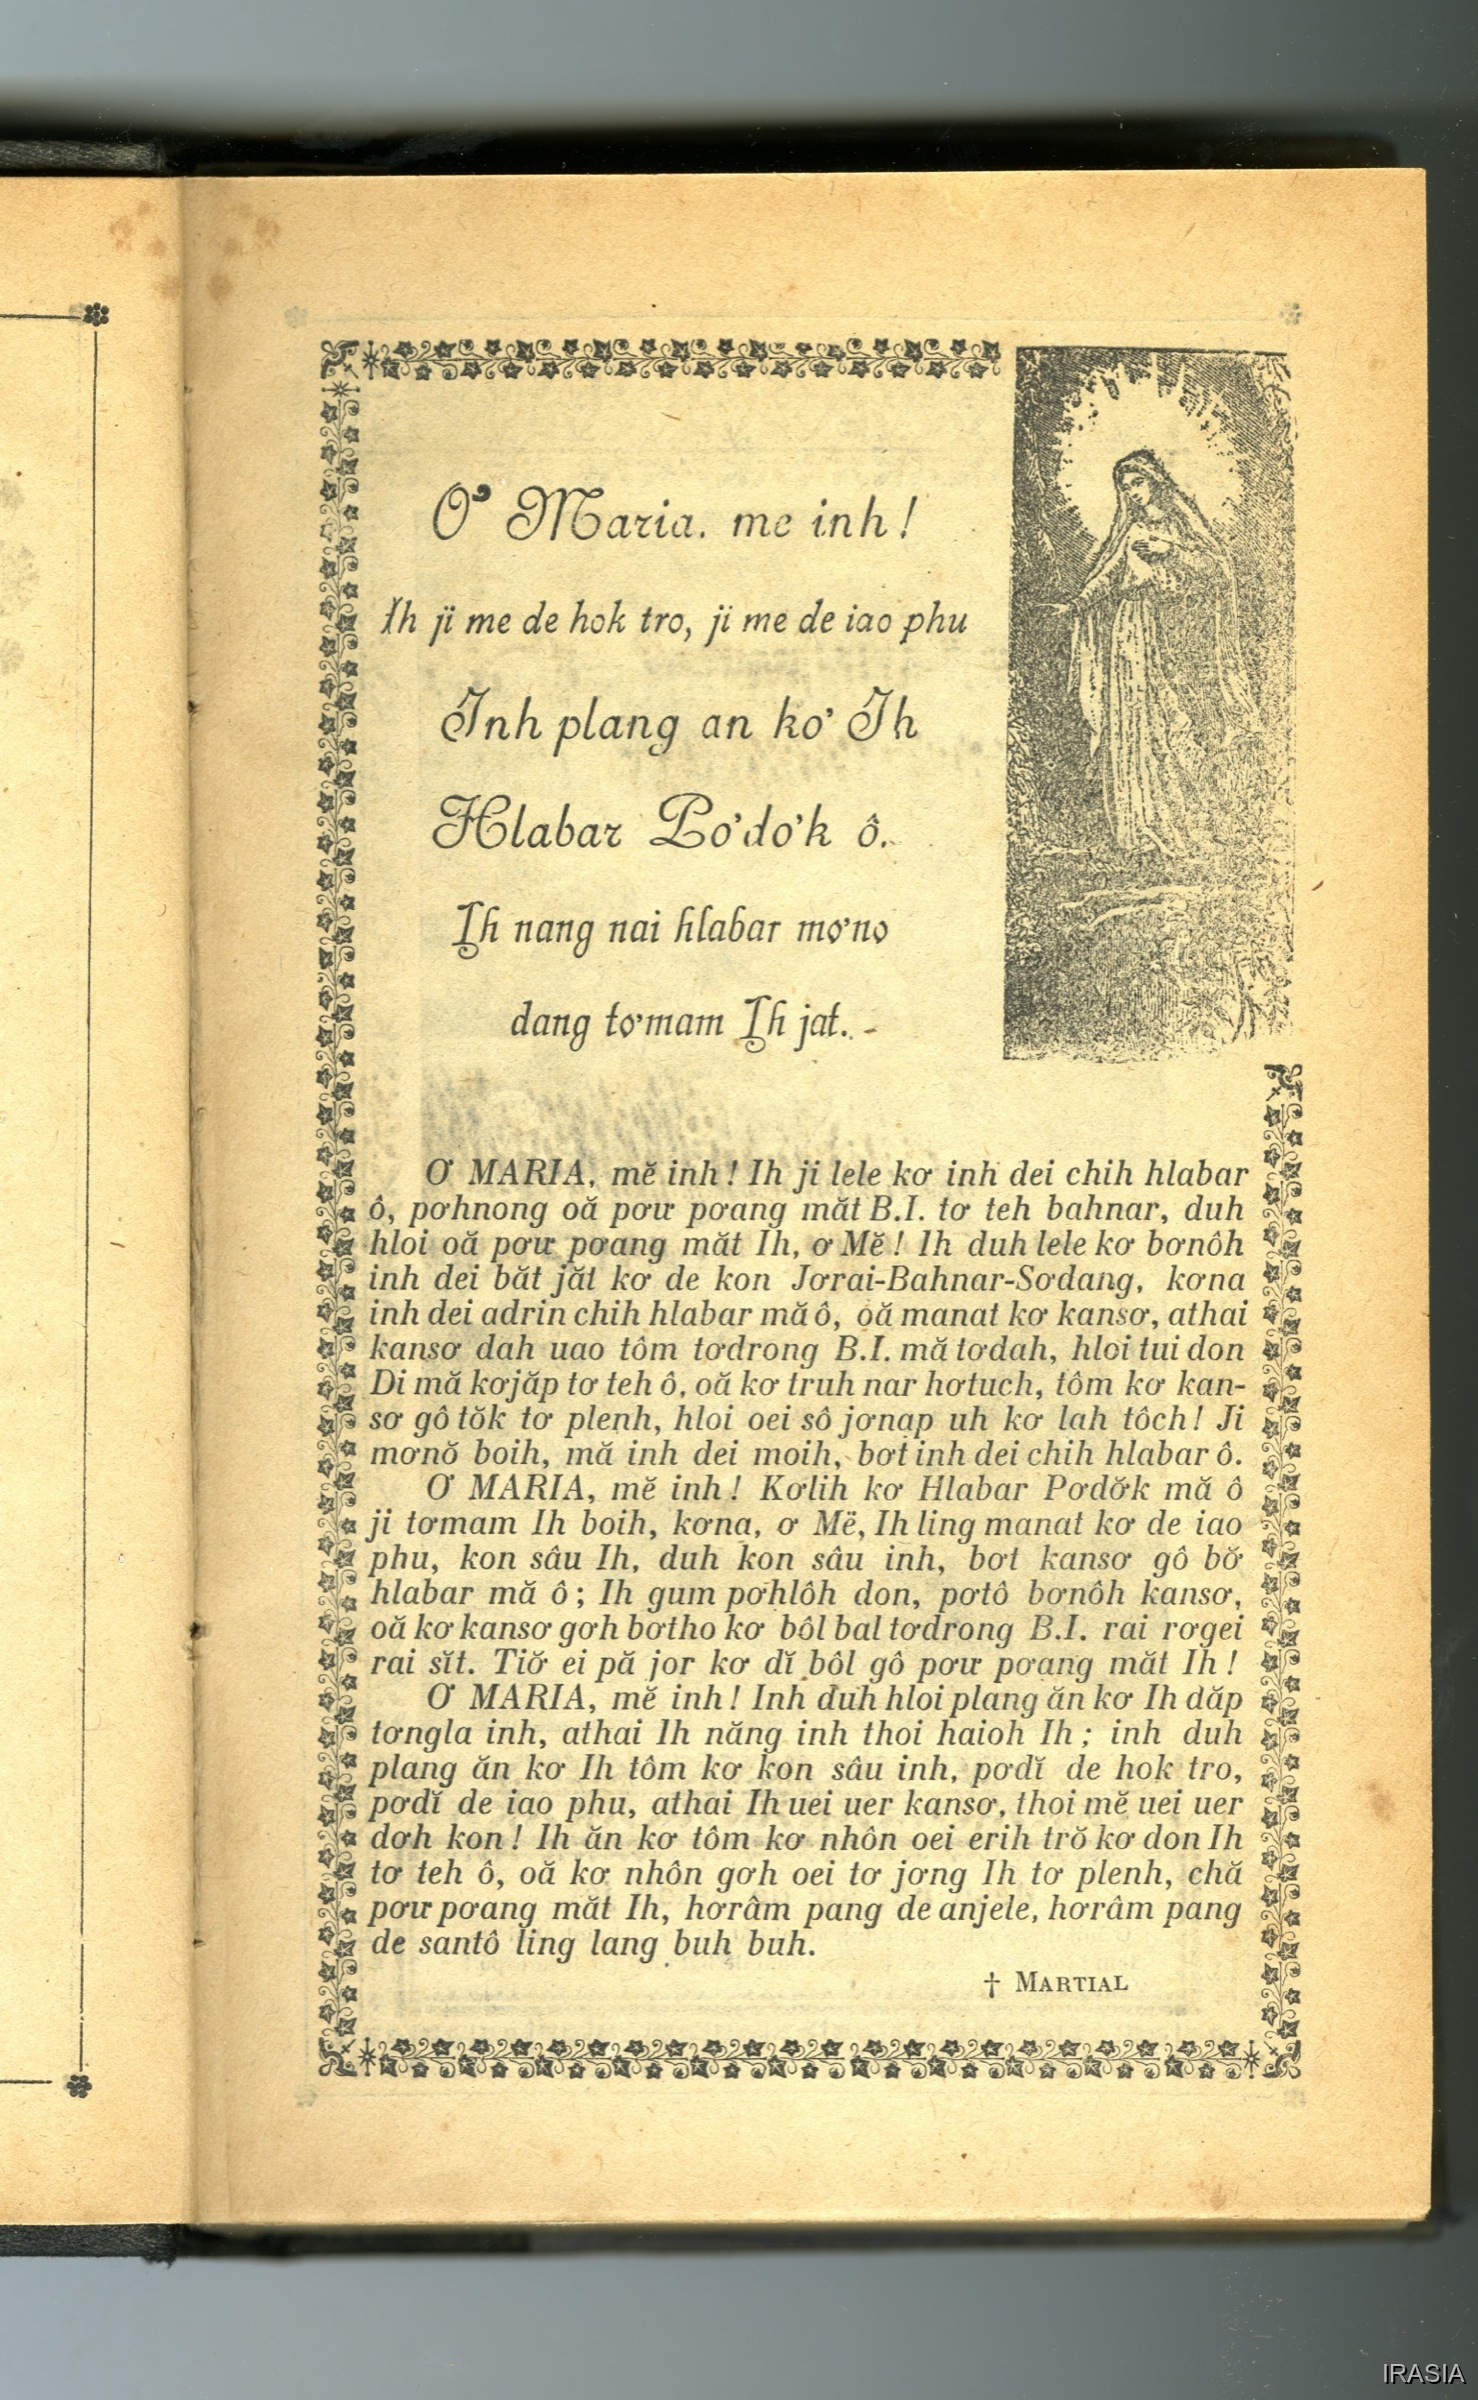 Ơ Maria. me inh !
Ih ji me de hok tro, ji me de iao phu
Inh plang an kơ Ih
Hlabar Pơdơk ô.
Ih nang nai hlabar mơno
dang tơmam Ih jat.
Ơ MARIA, mĕ inh ! Ih ji lele kơ inh dei chih hlabar
ô, pơhnong oă pơư pơang măt B.I. tơ teh bahnar, duh
hloi oă pơư pơang măt Ih, ơ Mĕ ! Ih duh lele kơ bơnôh
inh dei băt jăt kơ de kon Jơrai-Bahnar-Sơdang, kơna
inh dei adrin chih hlabar mă ô, oă manat kơ kansơ, athai
kansơ dah uao tôm tơdrong B.I. mă tơdah, hloi tui don
Di mă kơjăp tơ teh ô, oă kơ truh nar hơtuch, tôm kơ kan-
sơ gô tŏk tơ plenh, hloi oei sô jơnap uh kơ lah tôch ! Ji
mơnŏ boih, mă inh dei moih, bơt inh dei chih hlabar ô.
Ơ MARIA, mĕ inh ! Kơlih kơ Hlabar Pơdơ̆k mă ô
ji tơmam Ih boih, kơna, ơ Më, Ih ling manat kơ de iao
phu, kon sâu Ih, duh kon sâu inh, bơt kansơ gô bơ̆
hlabar mă ô ; Ih gum pơhlôh don, pơtô bơnôh kansơ,
oă kơ kansơ gơh bơtho kơ bôl bal tơdrong B.I. rai rơgei
rai sĭt. Tiơ̆ ei pă jor kơ dĭ bôl gô pơư pơang măt Ih !
Ơ MARIA, mĕ inh ! Inh duh hloi plang ăn kơ Ih dăp
tơngla inh, athai Ih năng inh thoi haioh Ih ; inh duh
plang ăn kơ Ih tôm kơ kon sâu inh, pơdĭ de hok tro,
pơdĭ de iao phu, athai Ih uei uer kansơ, thoi mĕ uei uer
dơh kon ! Ih ăn kơ tôm kơ nhôn oei erih trŏ kơ don Ih
tơ teh ô, oă kơ nhôn gơh oei tơ jơng Ih tơ plenh, chă
pơư pơang măt Ih, hơrâm pang de anjele, hơrâm pang
de santô ling lang buh buh.
† MARTIAL
IRASIA